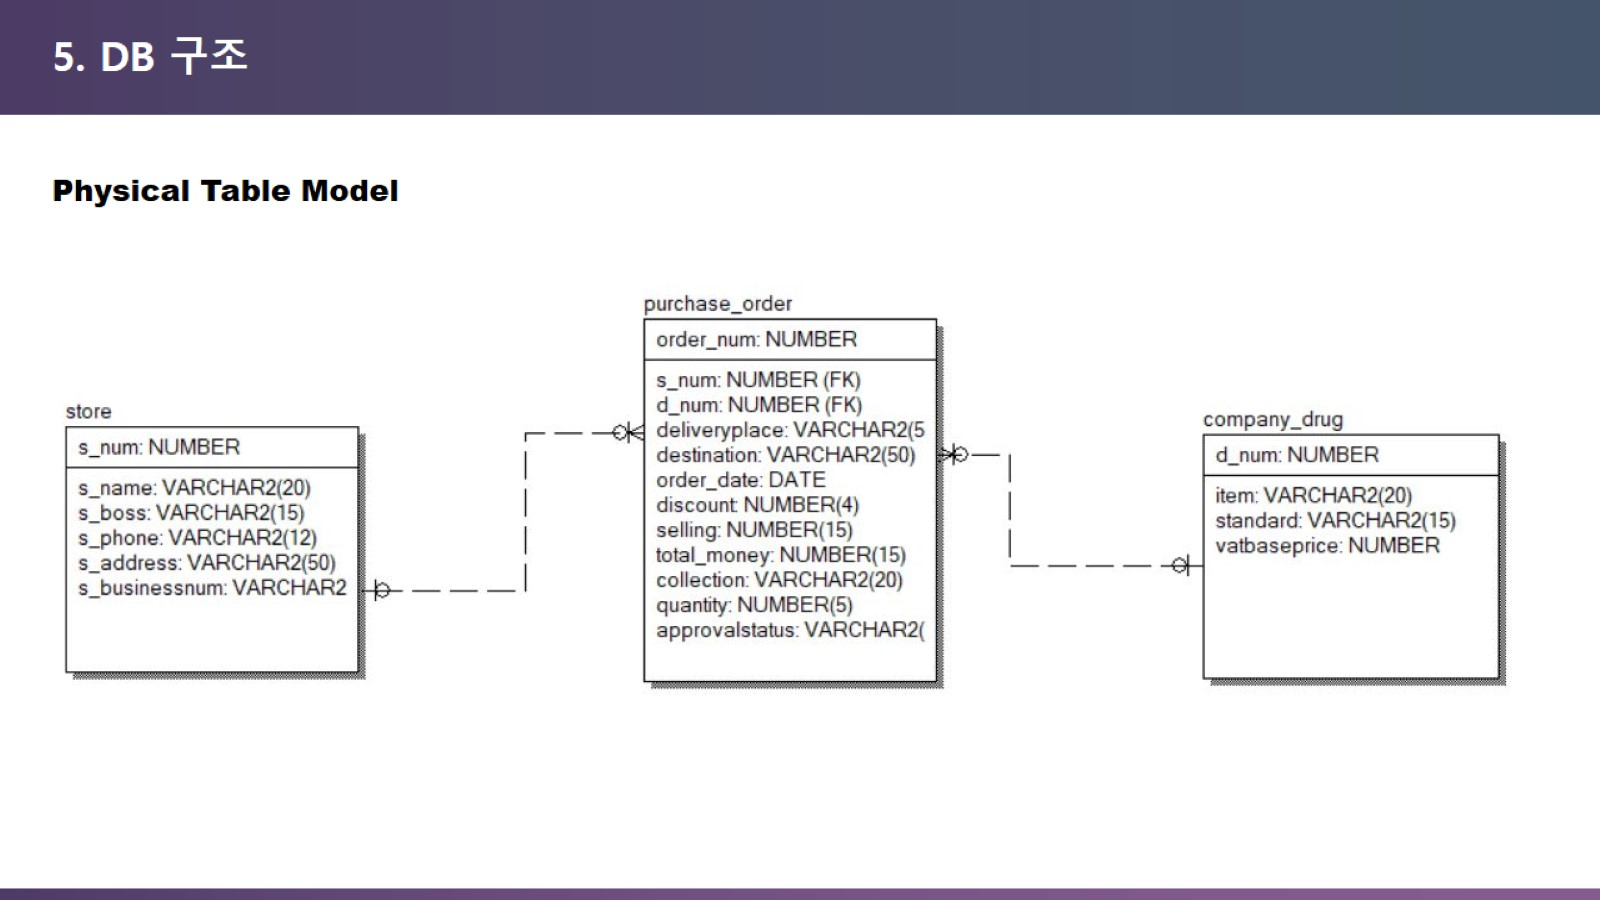 5. DB 구조
Physical Table Model
store
s_num: NUMBER
s_name: VARCHAR2(20)
s_boss: VARCHAR2(15)
s_phone: VARCHAR2(12)
s_address: VARCHAR2(50)
s_businessnum: VARCHAR2
purchase_order
order_num: NUMBER
s_num: NUMBER (FK)
d_num: NUMBER (FK)
deliveryplace: VARCHAR2(5
destination: VARCHAR2(50)
order_date: DATE
discount: NUMBER(4)
selling: NUMBER(15)
total_money: NUMBER(15)
collection: VARCHAR2(20)
quantity: NUMBER(5)
approvalstatus: VARCHAR2(
company_drug
d_num: NUMBER
item: VARCHAR2(20)
standard: VARCHAR2(15)
vatbaseprice: NUMBER